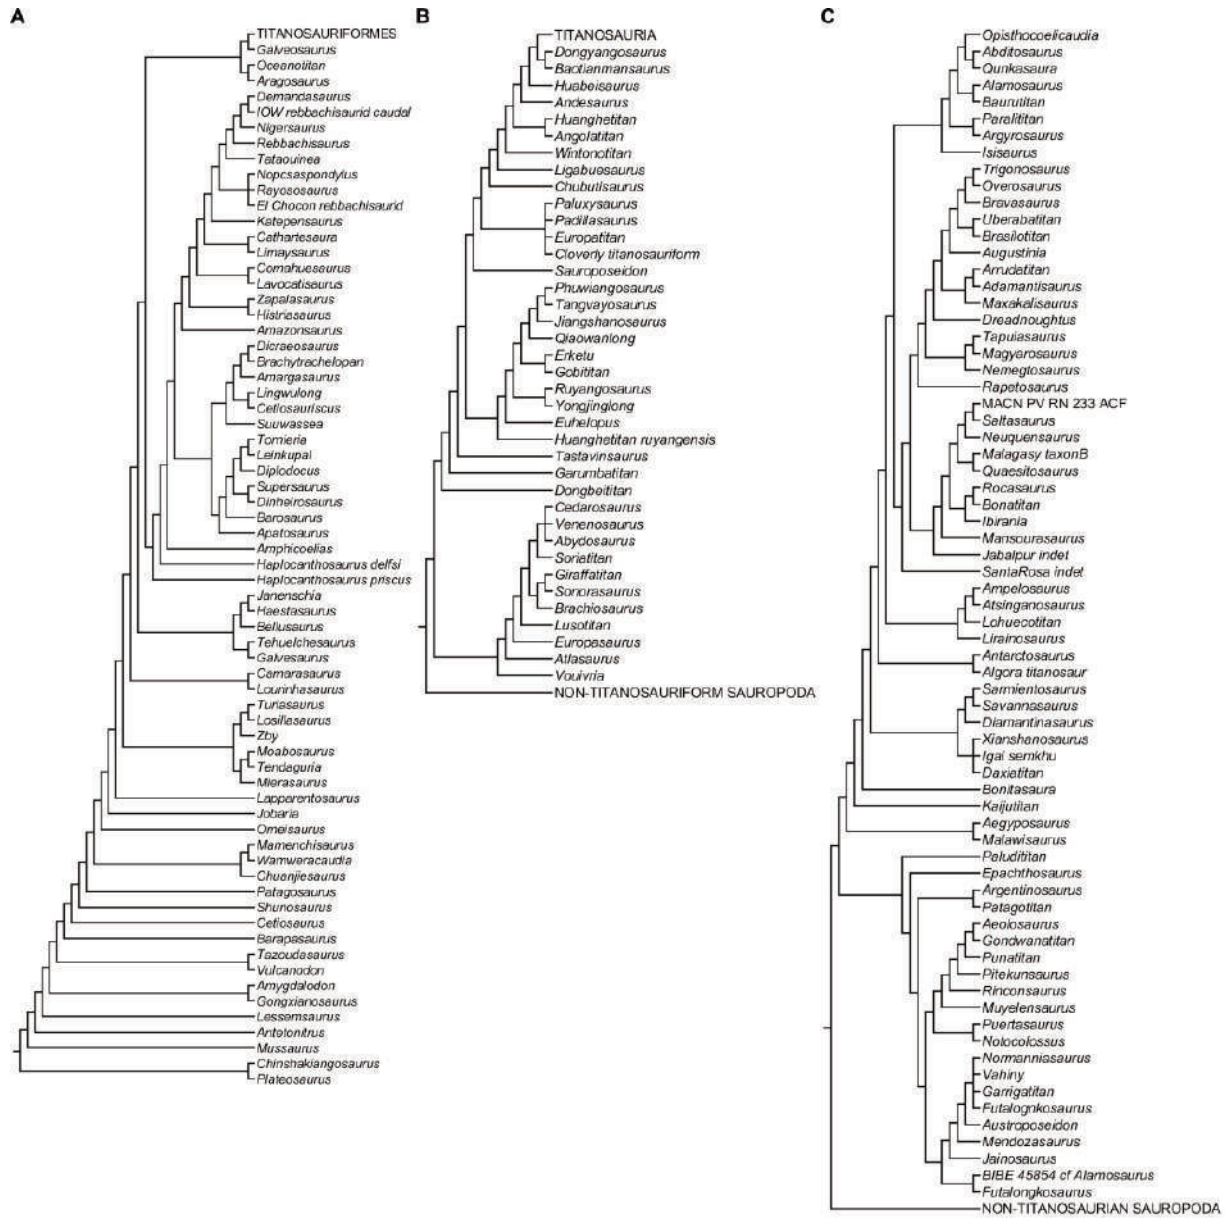 A
TITANOSAURIFORMES
Galveosaurus
Oceanotitan
Aragosaurus
Demandasaurus
IOW rebbachisaurid caudal
Nigersaurus
Rebbachisaurus
Tataouinea
Nopcsaspondylus
Rayososaurus
El Chocon rebbachisaurid
Katepensaurus
Cathartesaura
Limaysaurus
Comahuesaurus
Lavocatisaurus
Zapalasaurus
Histriasaurus
Amazonsaurus
Dicraeosaurus
Brachytrachelopan
Amargasaurus
Lingwulong
Cetiosauriscus
Suuwassea
Tornieria
Leinkupal
Diplodocus
Supersaurus
Dinheirosaurus
Barosaurus
Apatosaurus
Amphicoelias
Haplocanthosaurus delfsi
Haplocanthosaurus priscus
Janenschia
Haestasaurus
Bellusaurus
Tehuelchesaurus
Galvesaurus
Camarasaurus
Lourinhasaurus
Turiasaurus
Losillasaurus
Zby
Moabosaurus
Tendaguria
Mierasaurus
Lapparentosaurus
Jobaria
Omeisaurus
Mamenchisaurus
Wamweracaudia
Chuanjiesaurus
Patagosaurus
Shunosaurus
Cetiosaurus
Barapasaurus
Tazoudasaurus
Vulcanodon
Amygdalodon
Gongxianosaurus
Lessemsaurus
Antetonitrus
Mussaurus
Chinshakiangosaurus
Plateosaurus
B
TITANOSAURIA
Dongyangosaurus
Baotianmansaurus
Huabeisaurus
Andesaurus
Huanghetitan
Angolatitan
Wintonotitan
Ligabuesaurus
Chubutisaurus
Paluxysaurus
Padillasaurus
Europatitan
Cloverly titanosauriform
Sauroposeidon
Phuwiangosaurus
Tangvayosaurus
Jiangshanosaurus
Qiaowanlong
Erketu
Gobititan
Ruyangosaurus
Yongjinglong
Euhelopus
Huanghetitan ruyangensis
Tastavinsaurus
Garumbatitan
Dongbeititan
Cedarosaurus
Venenosaurus
Abydosaurus
Soriatitan
Giraffatitan
Sonorasaurus
Brachiosaurus
Lusotitan
Europasaurus
Atlasaurus
Vouivria
NON-TITANOSAURIFORM SAUROPODA
C
Opisthocoelicaudia
Abditosaurus
Qunkasaura
Alamosaurus
Baurutitan
Paralititan
Argyrosaurus
Isisaurus
Trigonosaurus
Overosaurus
Bravasaurus
Uberabatitan
Brasilotitan
Augustinia
Arrudatitan
Adamantisaurus
Maxakalisaurus
Dreadnoughtus
Tapuiasaurus
Magyarosaurus
Nemegtosaurus
Rapetosaurus
MACN PV RN 233 ACF
Saltasaurus
Neuquensaurus
Malagasy taxonB
Quaesitosaurus
Rocasaurus
Bonatitan
Ibirania
Mansourasaurus
Jabalpur indet
SantaRosa indet
Ampelosaurus
Atsinganosaurus
Lohuecotitan
Lirainosaurus
Antarctosaurus
Algora titanosaur
Sarmientosaurus
Savannasaurus
Diamantinasaurus
Xianshanosaurus
Igai semkhu
Daxiatitan
Bonitasaura
Kaijutitan
Aegyposaurus
Malawisaurus
Paludititan
Epachthosaurus
Argentinosaurus
Patagotitan
Aeolosaurus
Gondwanatitan
Punatitan
Pitekunsaurus
Rinconsaurus
Muyelensaurus
Puertasaurus
Notocolossus
Normanniasaurus
Vahiny
Garrigatitan
Futalognkosaurus
Austroposeidon
Mendozasaurus
Jainosaurus
BIBE 45854 cf Alamosaurus
Futalongkosaurus
NON-TITANOSAURIAN SAUROPODA